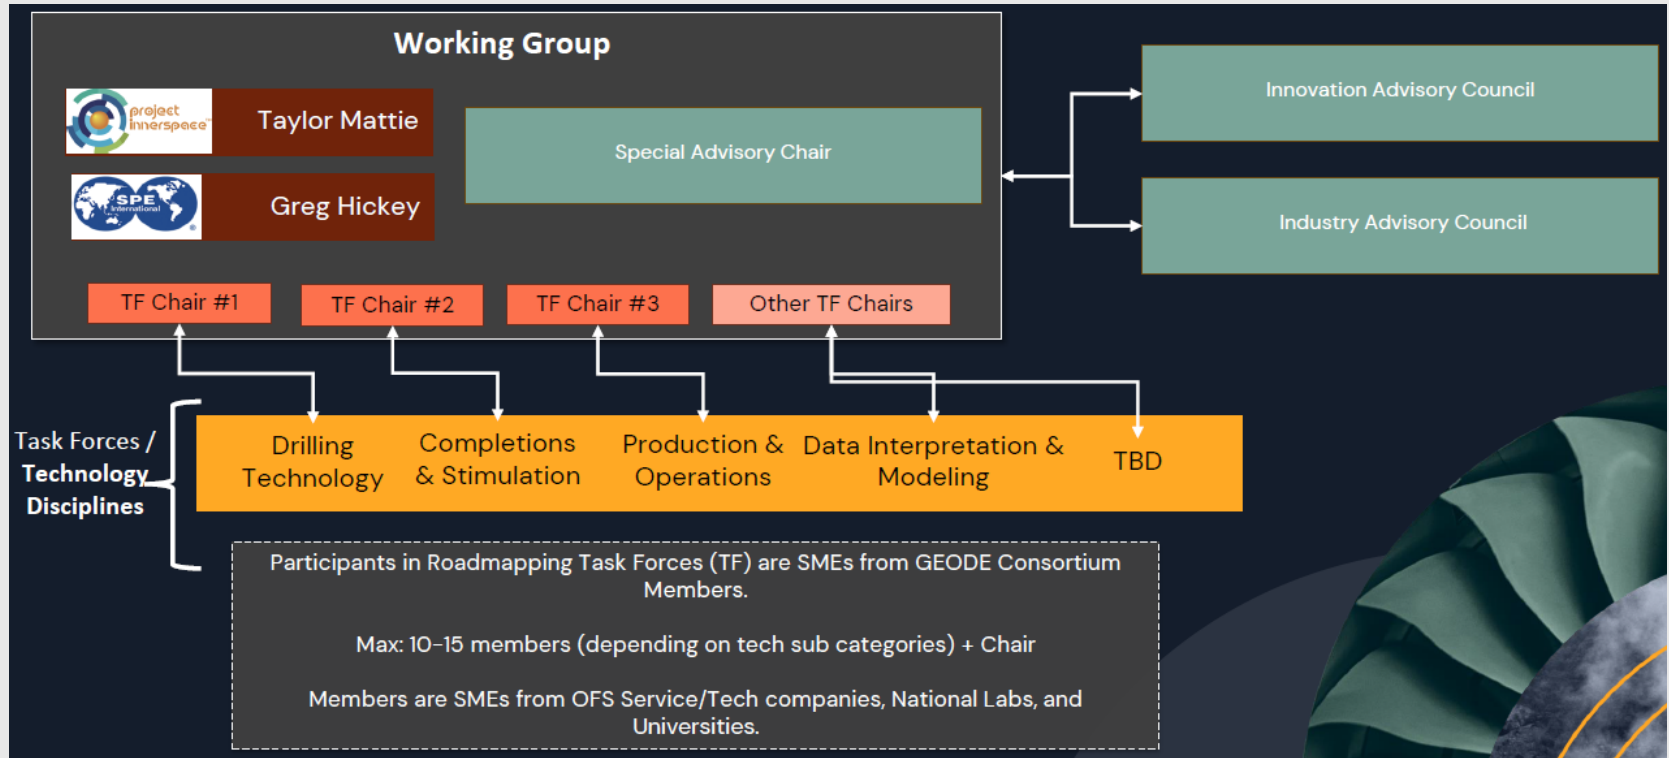 Working Group
project
innerspace™
Taylor Mattie
SPE
International
®
Greg Hickey
Special Advisory Chair
Innovation Advisory Council
Industry Advisory Council
TF Chair #1
TF Chair #2
TF Chair #3
Other TF Chairs
Task Forces /
Technology
Disciplines
Drilling
Technology
Completions
& Stimulation
Production &
Operations
Data Interpretation &
Modeling
TBD
Participants in Roadmapping Task Forces (TF) are SMEs from GEODE Consortium
Members.
Max: 10-15 members (depending on tech sub categories) + Chair
Members are SMEs from OFS Service/Tech companies, National Labs, and
Universities.